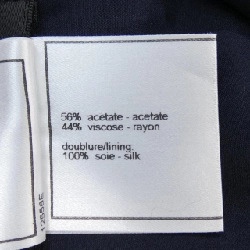 56% acetate - acetate
44% viscose - rayon
doublure/lining:
100% soie - silk